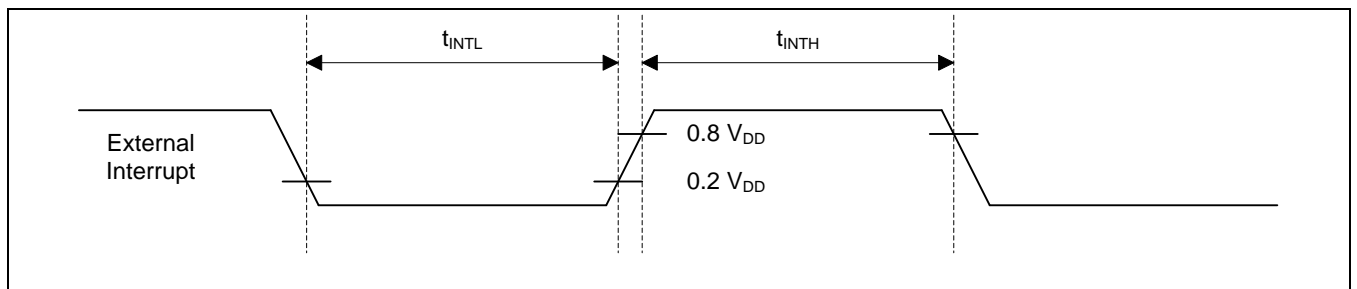 tINTL
tINTH
External
Interrupt
0.8 VDD
0.2 VDD